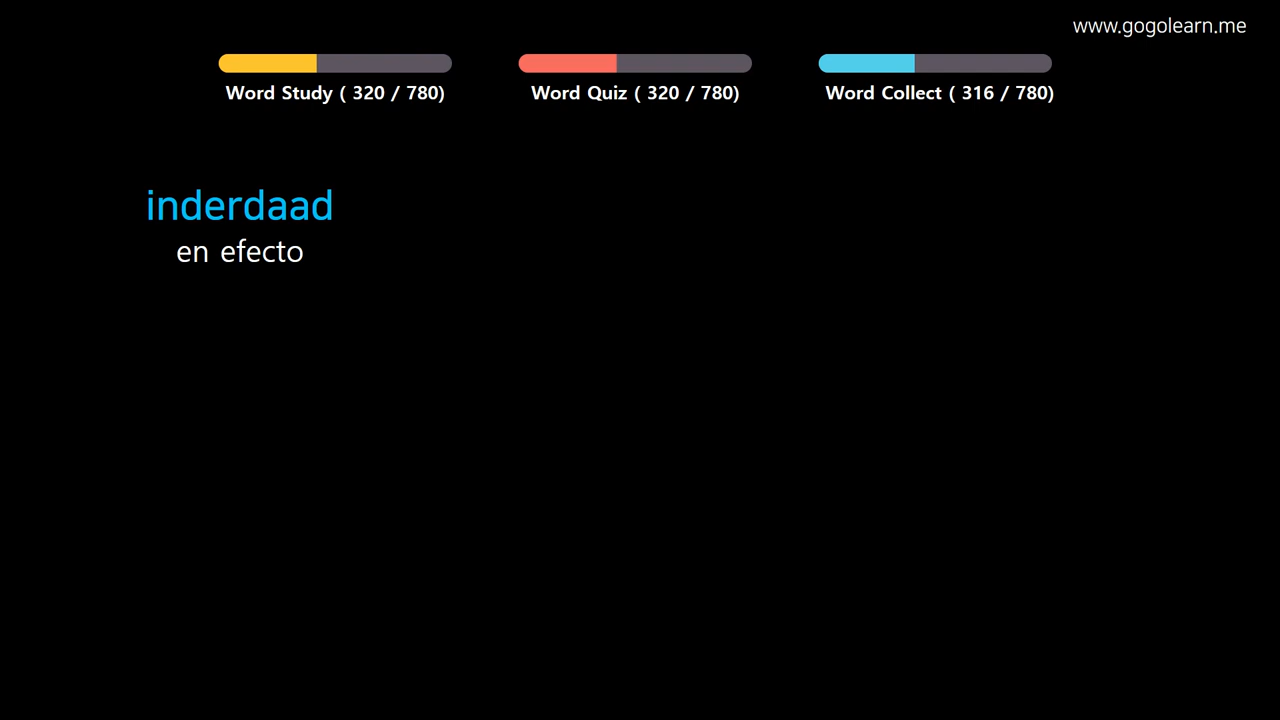 www.gogolearn.me
Word Study ( 320 / 780)
Word Quiz ( 320 / 780)
Word Collect ( 316 / 780)
inderdaad
en efecto